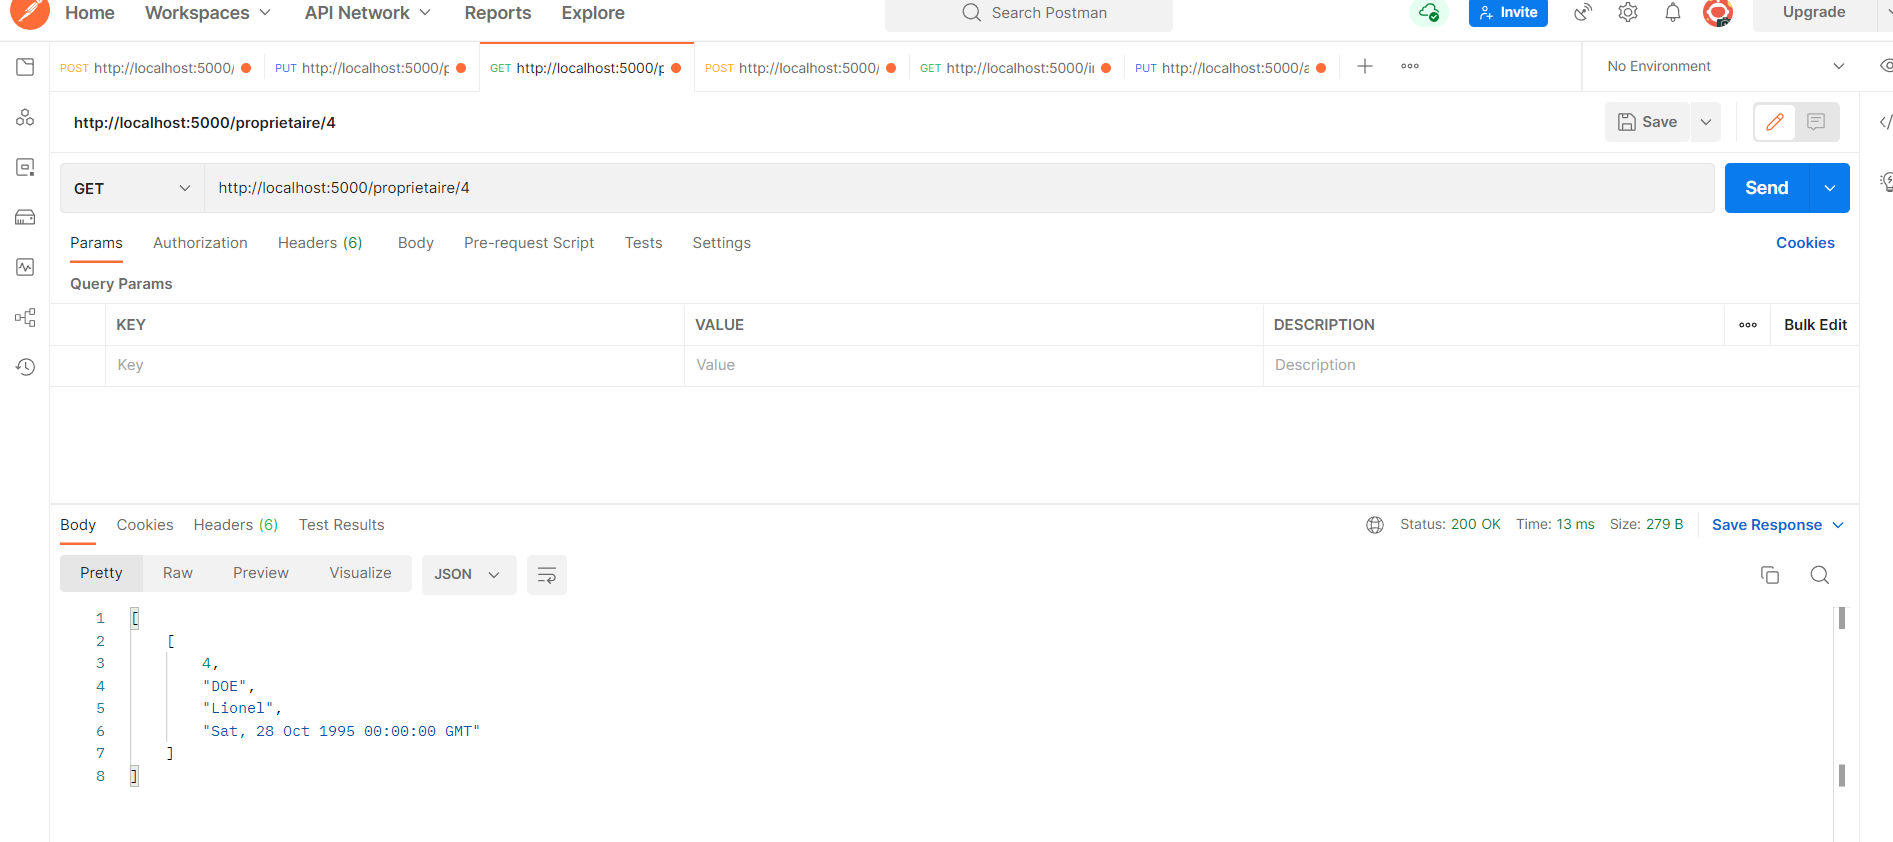 Home Workspaces API Network Reports Explore Search Postman Invite Upgrade
POST http://localhost:5000/ PUT http://localhost:5000/p GET http://localhost:5000/p POST http://localhost:5000/ GET http://localhost:5000/i PUT http://localhost:5000/a No Environment
http://localhost:5000/proprietaire/4 Save
GET http://localhost:5000/proprietaire/4 Send
Params Authorization Headers (6) Body Pre-request Script Tests Settings Cookies
Query Params
KEY VALUE DESCRIPTION Bulk Edit
Key Value Description
Body Cookies Headers (6) Test Results Status: 200 OK Time: 13 ms Size: 279 B Save Response
Pretty Raw Preview Visualize JSON
1 [
2 [
3 4,
4 "DOE",
5 "Lionel",
6 "Sat, 28 Oct 1995 00:00:00 GMT"
7 ]
8 ]